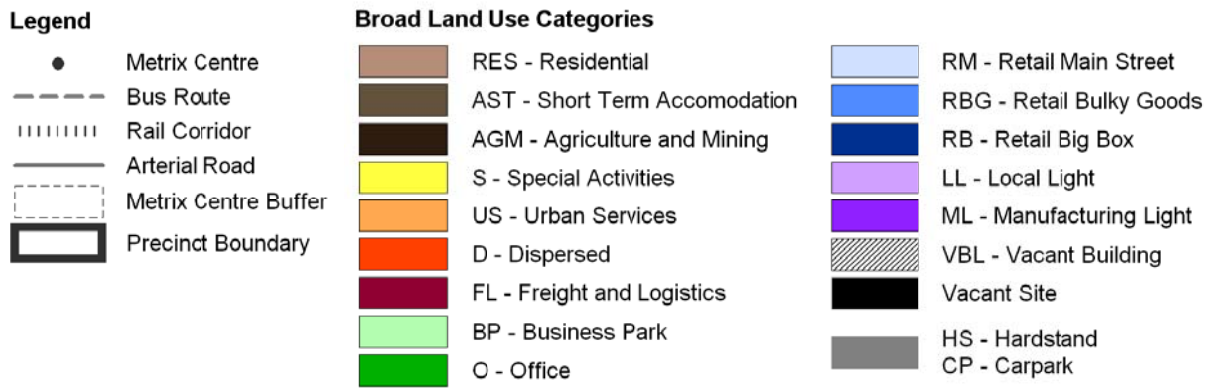 Legend
Metrix Centre
Bus Route
Rail Corridor
Arterial Road
Metrix Centre Buffer
Precinct Boundary
Broad Land Use Categories
RES - Residential
AST - Short Term Accomodation
AGM - Agriculture and Mining
S - Special Activities
US - Urban Services
D - Dispersed
FL - Freight and Logistics
BP - Business Park
O - Office
RM - Retail Main Street
RBG - Retail Bulky Goods
RB - Retail Big Box
LL - Local Light
ML - Manufacturing Light
VBL - Vacant Building
Vacant Site
HS - Hardstand
CP - Carpark